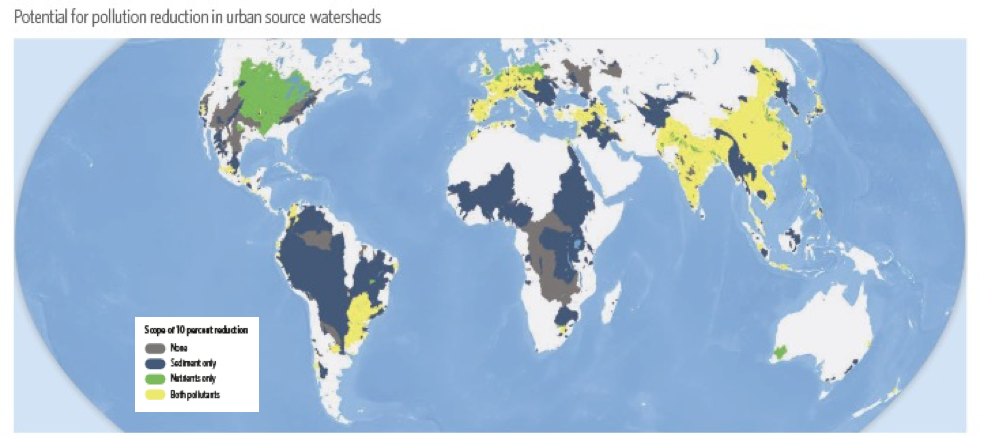 Potential for pollution reduction in urban source watersheds
Scope of 10 percent reduction
None
Sediment only
Nutrients only
Both pollutants